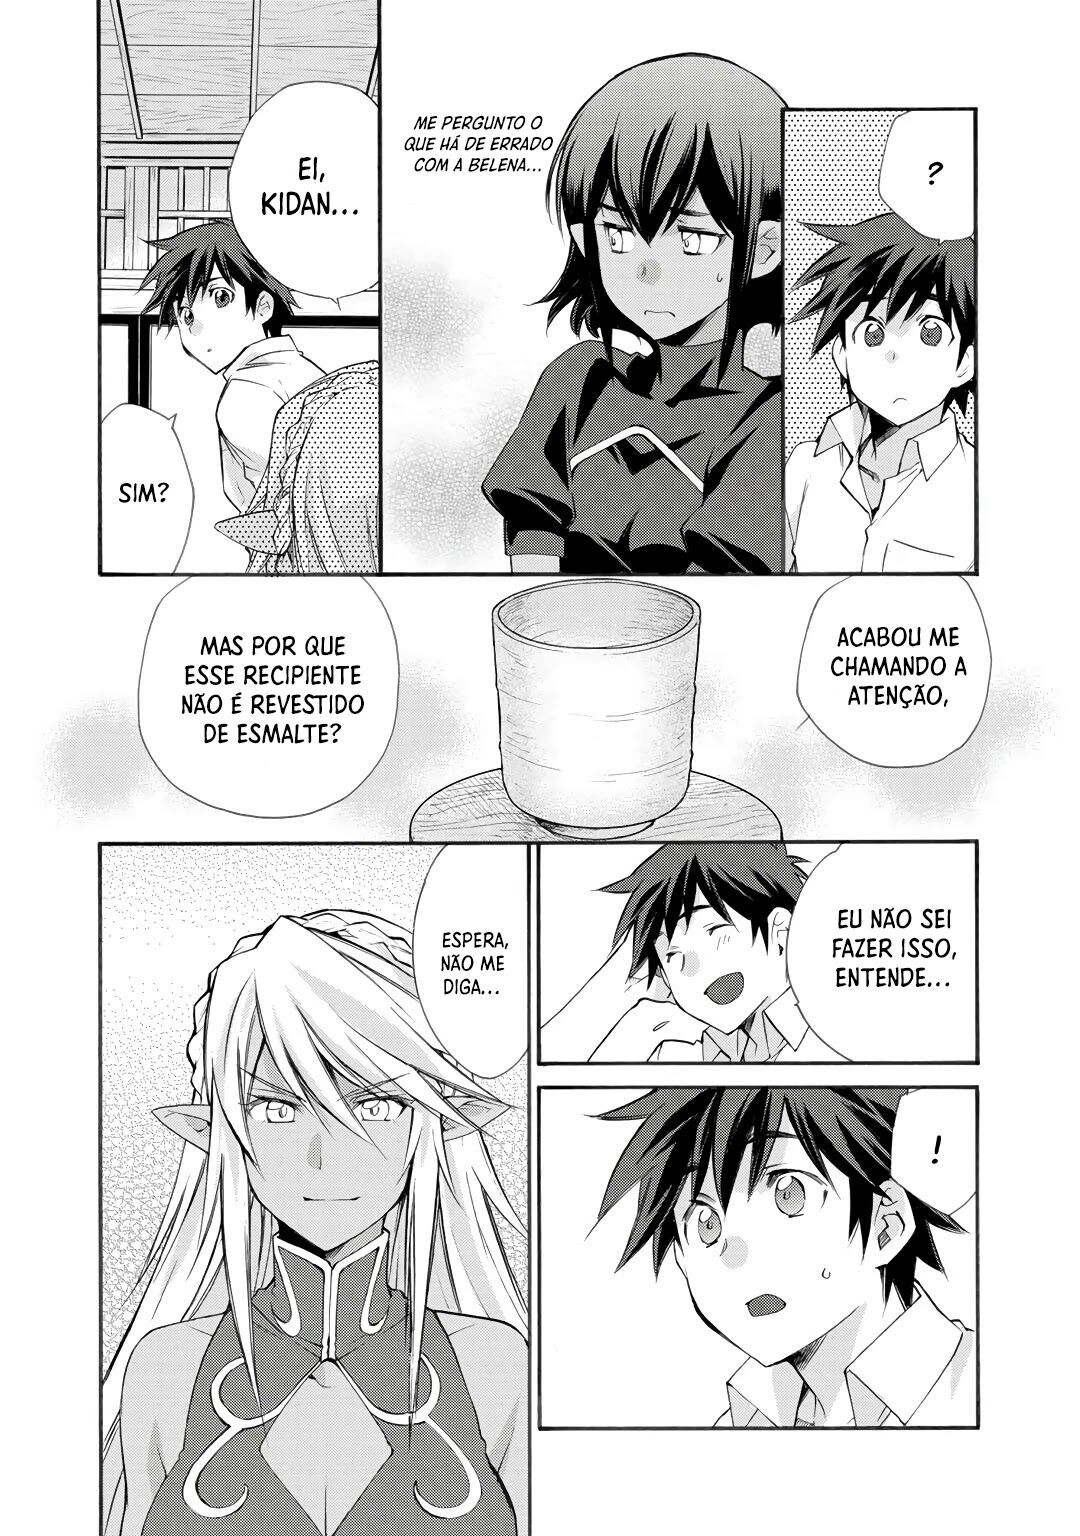 ?
ME PERGUNTO O
QUE HÁ DE ERRADO
COM A BELENA...
EI,
KIDAN...
SIM?
ACABOU ME
CHAMANDO A
ATENÇÃO,
MAS POR QUE
ESSE RECIPIENTE
NÃO É REVESTIDO
DE ESMALTE?
EU NÃO SEI
FAZER ISSO,
ENTENDE...
!
ESPERA,
NÃO ME
DIGA...